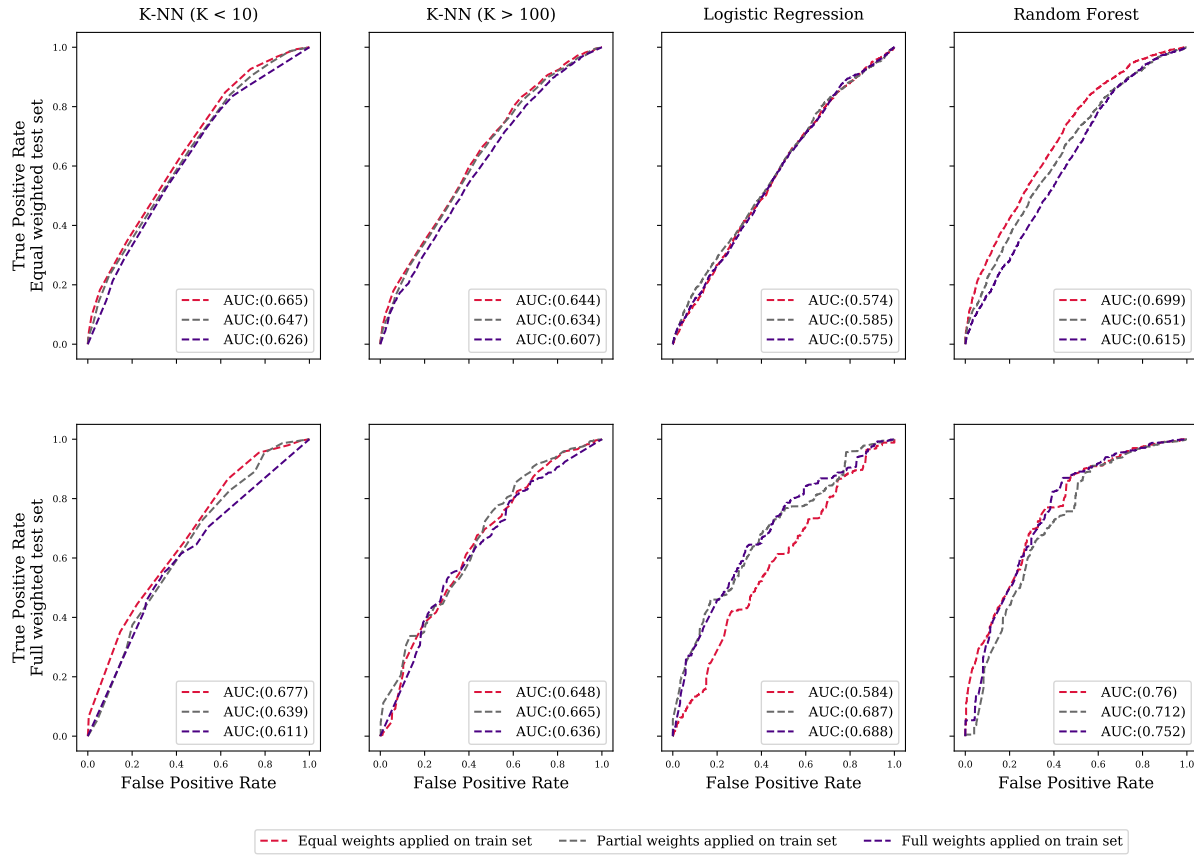 K-NN (K < 10) K-NN (K > 100) Logistic Regression Random Forest
True Positive Rate
Equal weighted test set
1.0
0.8
0.6
0.4
0.2
0.0
AUC:(0.665)
AUC:(0.647)
AUC:(0.626)
AUC:(0.644)
AUC:(0.634)
AUC:(0.607)
AUC:(0.574)
AUC:(0.585)
AUC:(0.575)
AUC:(0.699)
AUC:(0.651)
AUC:(0.615)
True Positive Rate
Full weighted test set
1.0
0.8
0.6
0.4
0.2
0.0
AUC:(0.677)
AUC:(0.639)
AUC:(0.611)
AUC:(0.648)
AUC:(0.665)
AUC:(0.636)
AUC:(0.584)
AUC:(0.687)
AUC:(0.688)
AUC:(0.76)
AUC:(0.712)
AUC:(0.752)
0.0 0.2 0.4 0.6 0.8 1.0 0.0 0.2 0.4 0.6 0.8 1.0 0.0 0.2 0.4 0.6 0.8 1.0 0.0 0.2 0.4 0.6 0.8 1.0
False Positive Rate False Positive Rate False Positive Rate False Positive Rate
Equal weights applied on train set Partial weights applied on train set Full weights applied on train set